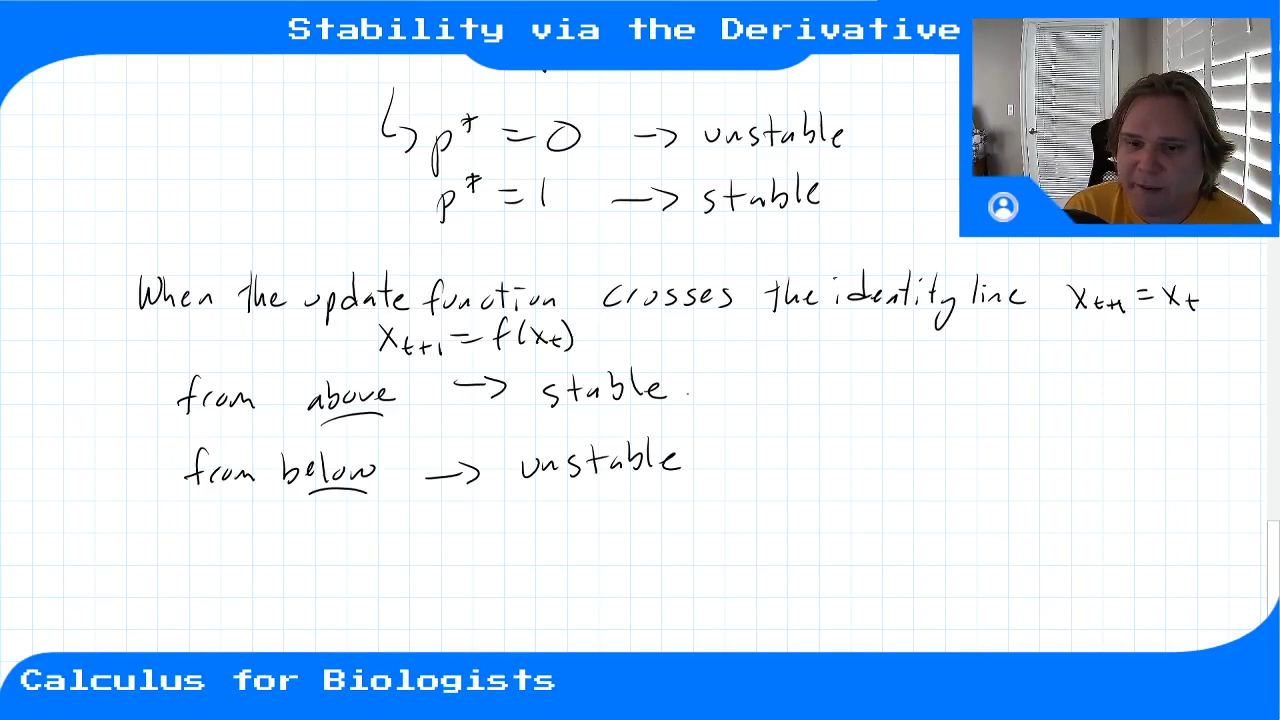 Stability via the Derivative
p* = 0 → unstable
p* = 1 → stable
When the update function crosses the identity line x_{t+1} = x_t
x_{t+1} = f(x_t)
from above → stable
from below → unstable
Calculus for Biologists